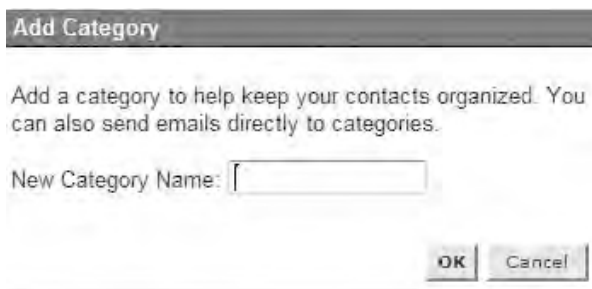 Add Category
Add a category to help keep your contacts organized. You
can also send emails directly to categories.
New Category Name:
OK Cancel